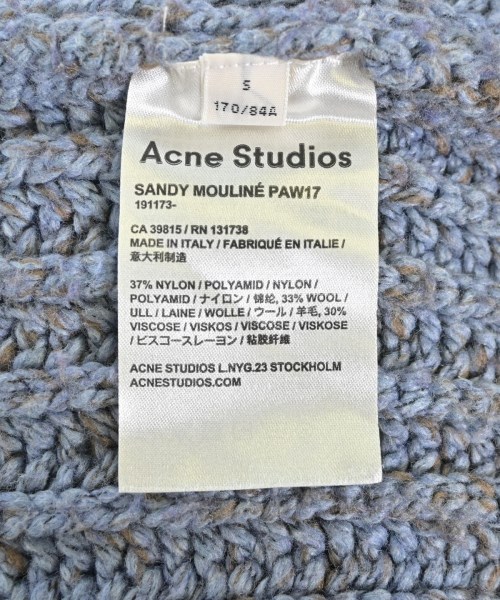 S
170/84A
Acne Studios
SANDY MOULINÉ PAW17
191173-
CA 39815 / RN 131738
MADE IN ITALY / FABRIQUÉ EN ITALIE /
意大利制造
37% NYLON / POLYAMID / NYLON /
POLYAMID / ナイロン / 锦纶, 33% WOOL /
ULL / LAINE / WOLLE / ウール / 羊毛, 30%
VISCOSE / VISKOS / VISCOSE / VISKOSE
/ ビスコースレーヨン / 粘胶纤维
ACNE STUDIOS L.NYG.23 STOCKHOLM
ACNESTUDIOS.COM